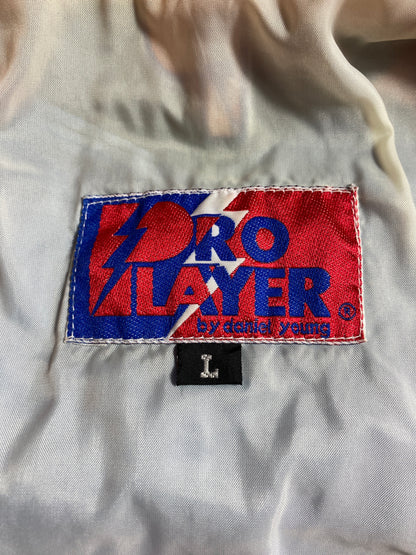 PRO
PLAYER
by daniel young ®
L